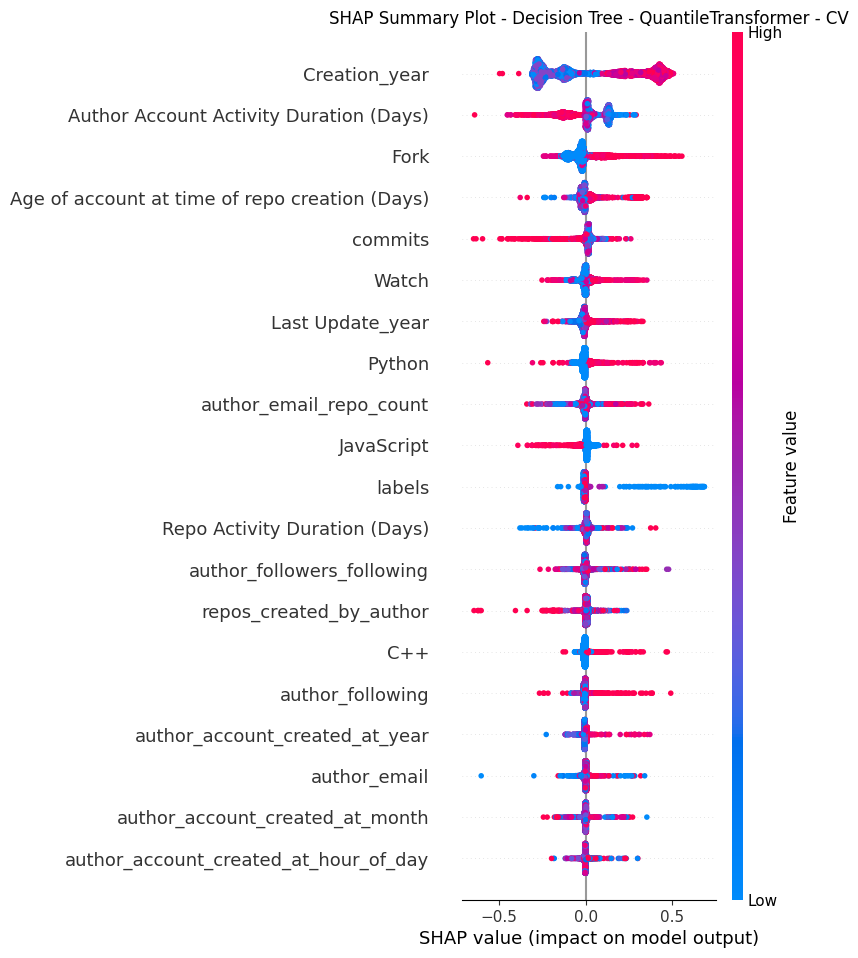 SHAP Summary Plot - Decision Tree - QuantileTransformer - CV
High
Creation_year
Author Account Activity Duration (Days)
Fork
Age of account at time of repo creation (Days)
commits
Watch
Last Update_year
Python
author_email_repo_count
JavaScript
labels
Repo Activity Duration (Days)
author_followers_following
repos_created_by_author
C++
author_following
author_account_created_at_year
author_email
author_account_created_at_month
author_account_created_at_hour_of_day
Feature value
Low
−0.5 0.0 0.5
SHAP value (impact on model output)